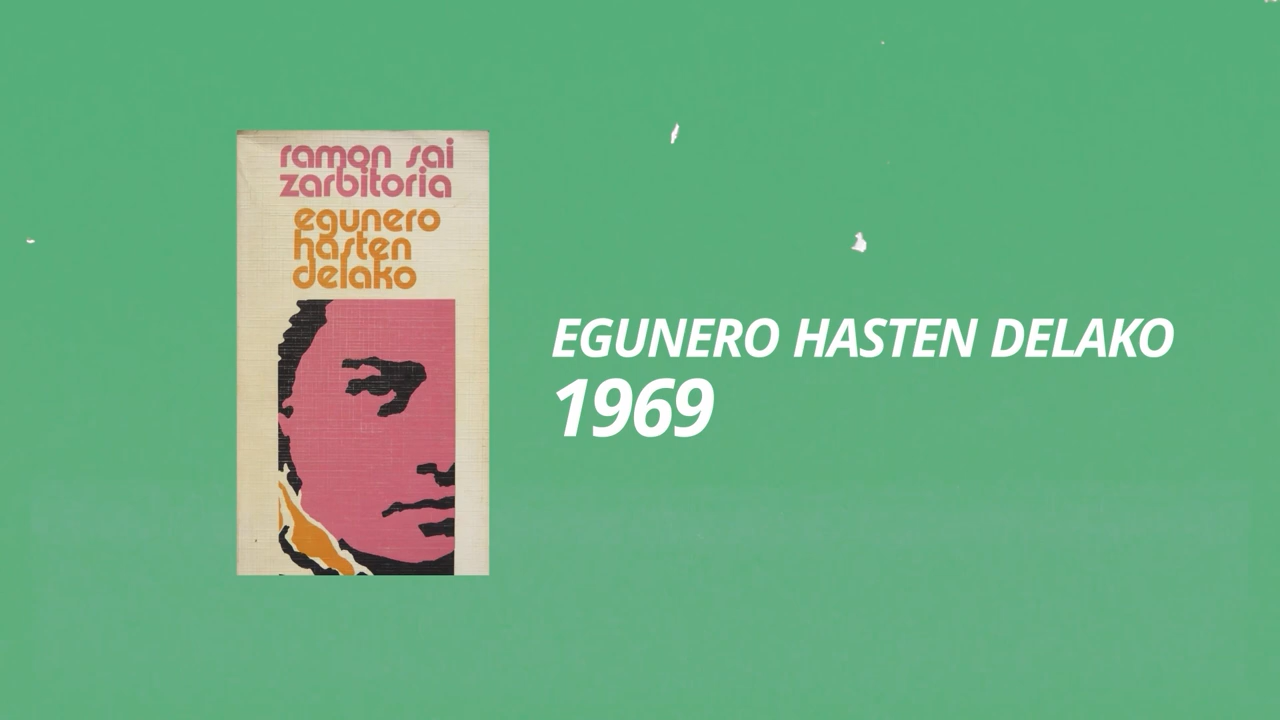 ramon sai
zarbitoria
egunero
hasten
delako
EGUNERO HASTEN DELAKO
1969